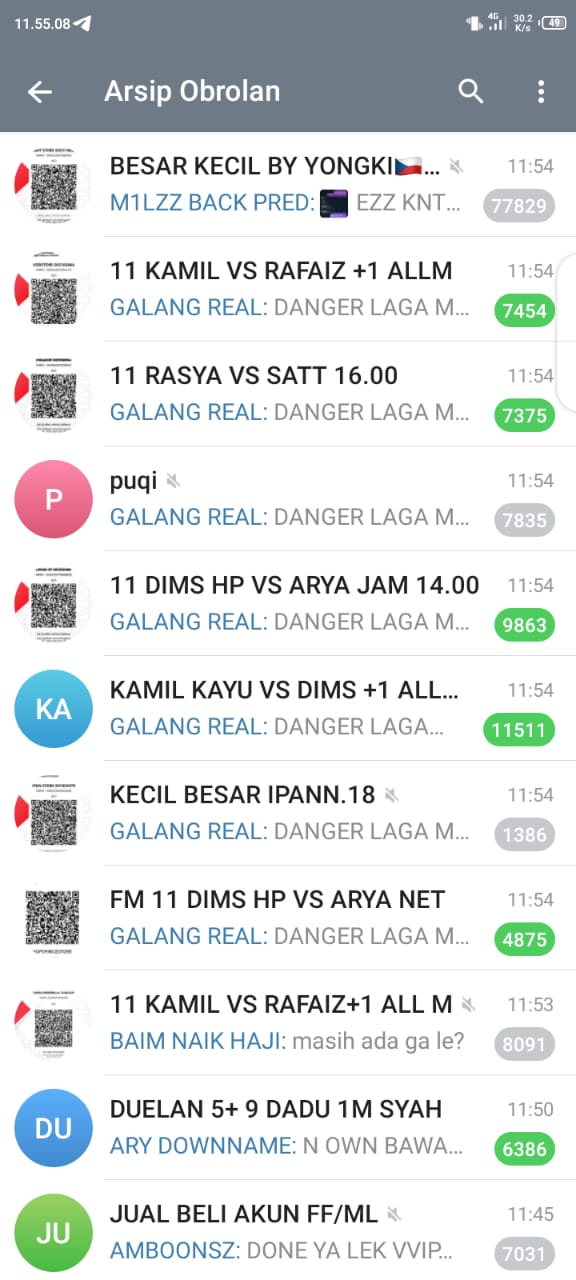 11.55.08
4G
30.2
K/s
49
Arsip Obrolan
BESAR KECIL BY YONGKI🇨🇿... 11:54
M1LZZ BACK PRED: EZZ KNT... 77829
11 KAMIL VS RAFAIZ +1 ALLM 11:54
GALANG REAL: DANGER LAGA M... 7454
11 RASYA VS SATT 16.00 11:54
GALANG REAL: DANGER LAGA M... 7375
P
puqi 11:54
GALANG REAL: DANGER LAGA M... 7835
11 DIMS HP VS ARYA JAM 14.00 11:54
GALANG REAL: DANGER LAGA M... 9863
KA
KAMIL KAYU VS DIMS +1 ALL... 11:54
GALANG REAL: DANGER LAGA... 11511
KECIL BESAR IPANN.18 11:54
GALANG REAL: DANGER LAGA M... 1386
FM 11 DIMS HP VS ARYA NET 11:54
GALANG REAL: DANGER LAGA M... 4875
11 KAMIL VS RAFAIZ+1 ALL M 11:53
BAIM NAIK HAJI: masih ada ga le? 8091
DU
DUELAN 5+ 9 DADU 1M SYAH 11:50
ARY DOWNNAME: N OWN BAWA... 6386
JU
JUAL BELI AKUN FF/ML 11:45
AMBOONSZ: DONE YA LEK VVIP... 7031